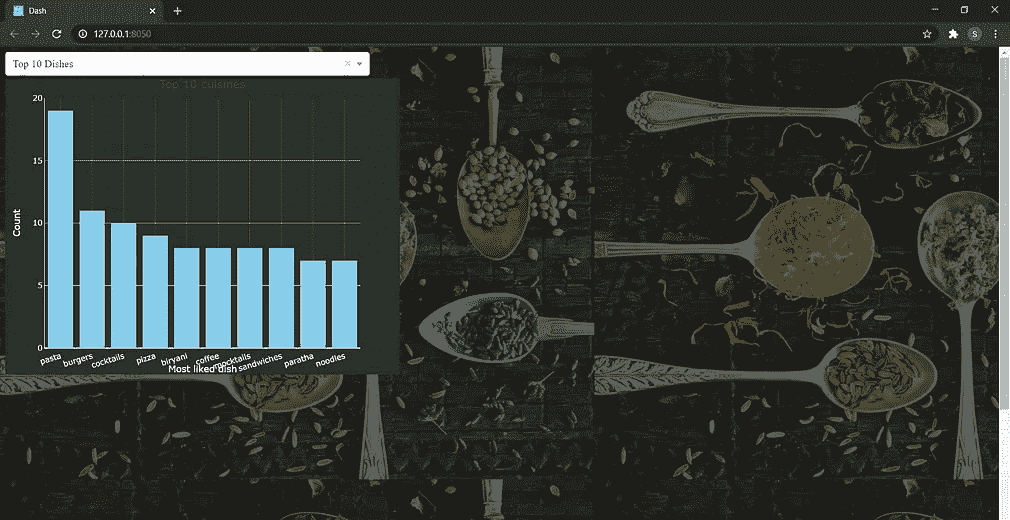 Dash
127.0.0.1:8050
S
Top 10 Dishes
Top 10 cuisines
20
15
10
5
0
Count
pasta
burgers
cocktails
pizza
biryani
coffee
mocktails
sandwiches
paratha
noodles
Most liked dish